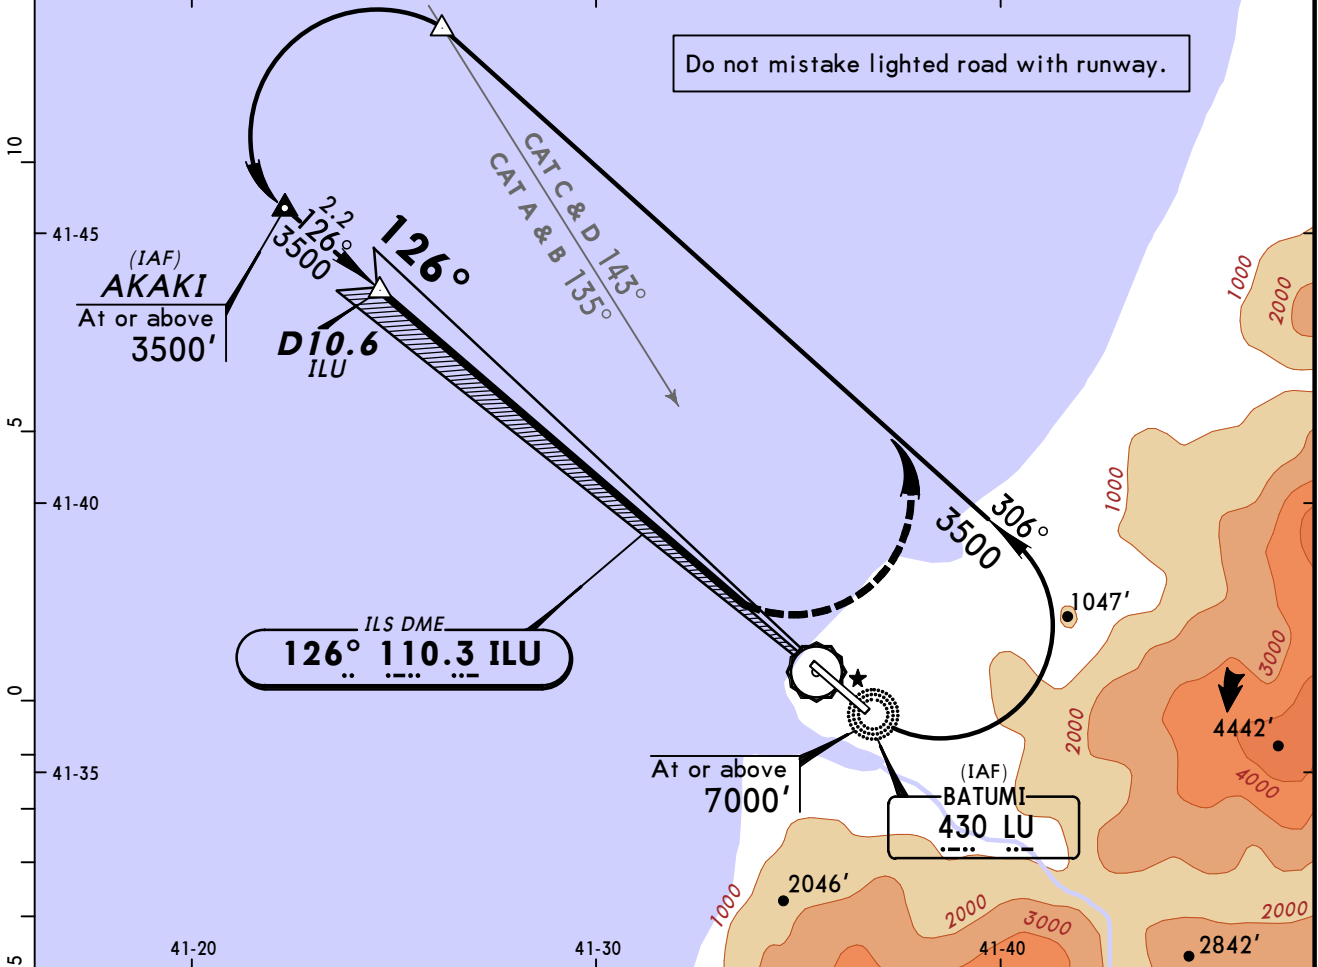 Do not mistake lighted road with runway.
CAT C & D 143°
CAT A & B 135°
10
41-45
2.2
126°
3500
126°
(IAF)
AKAKI
At or above
3500'
D10.6
ILU
1000
2000
5
41-40
1000
306°
3500
1047'
ILS DME
126° 110.3 ILU
3000
0
2000
4442'
41-35
4000
At or above
7000'
(IAF)
BATUMI
430 LU
2046'
1000
2000
3000
2000
2842'
5
41-20
41-30
41-40